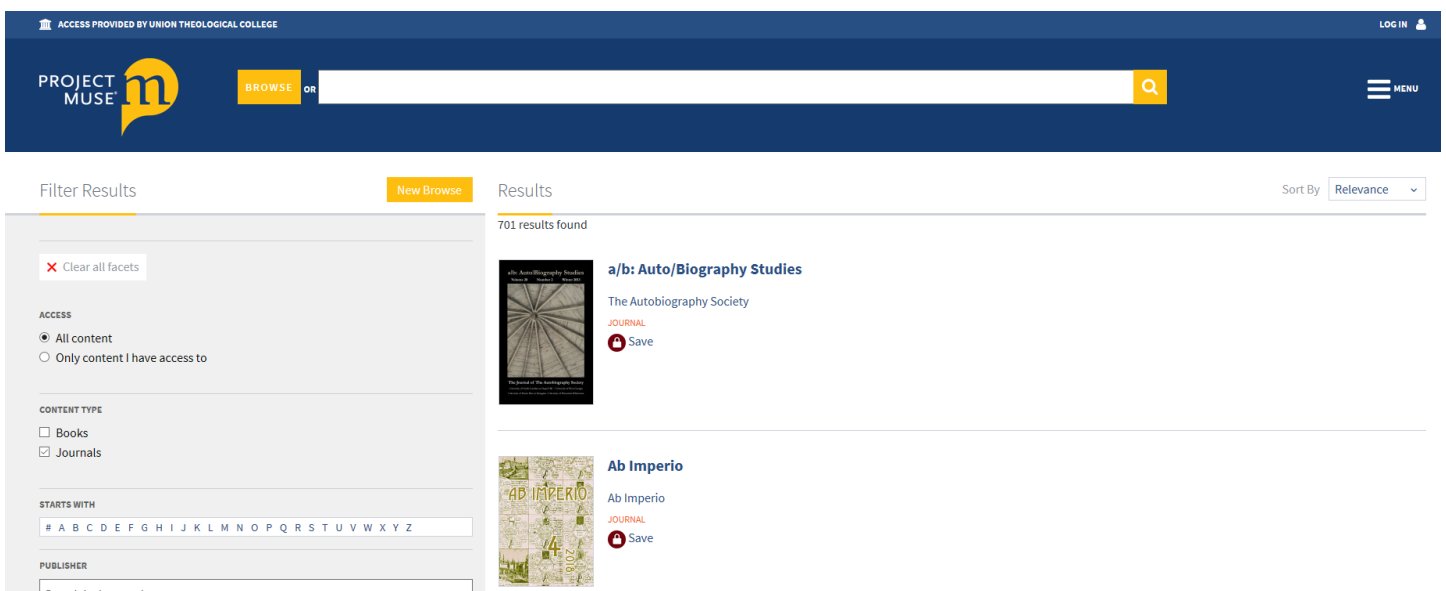 ACCESS PROVIDED BY UNION THEOLOGICAL COLLEGE
LOG IN
PROJECT
MUSE®
m
BROWSE OR
MENU
Filter Results
New Browse
Results
Sort By Relevance
701 results found
Clear all facets
ACCESS
All content
Only content I have access to
CONTENT TYPE
Books
Journals
STARTS WITH
# A B C D E F G H I J K L M N O P Q R S T U V W X Y Z
PUBLISHER
a/b: Auto/Biography Studies
The Journal of The Autobiography Society
a/b: Auto/Biography Studies
The Autobiography Society
JOURNAL
Save
AB IMPERIO
4
2018
Ab Imperio
Ab Imperio
JOURNAL
Save